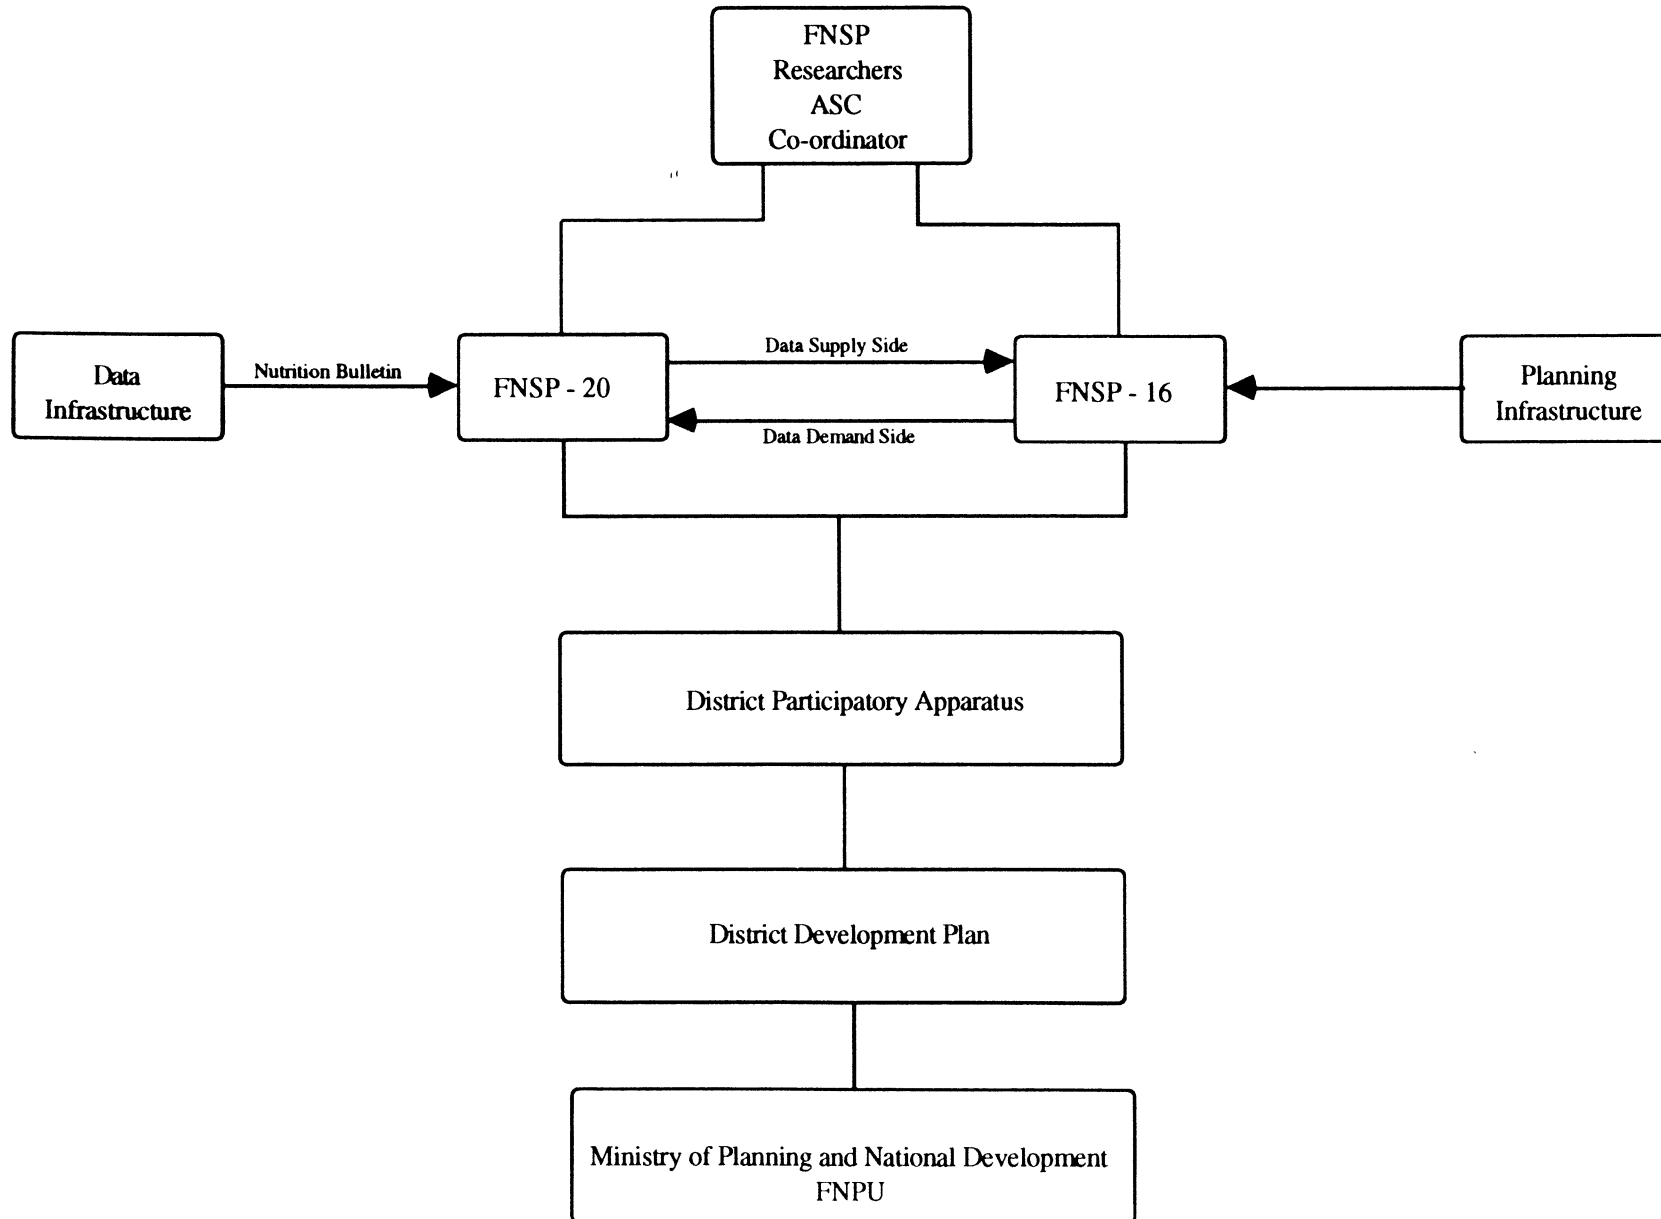 FNSP
Researchers
ASC
Co-ordinator
Data Supply Side
Data
Infrastructure
Nutrition Bulletin
FNSP - 20
FNSP - 16
Planning
Infrastructure
Data Demand Side
District Participatory Apparatus
District Development Plan
Ministry of Planning and National Development
FNPU